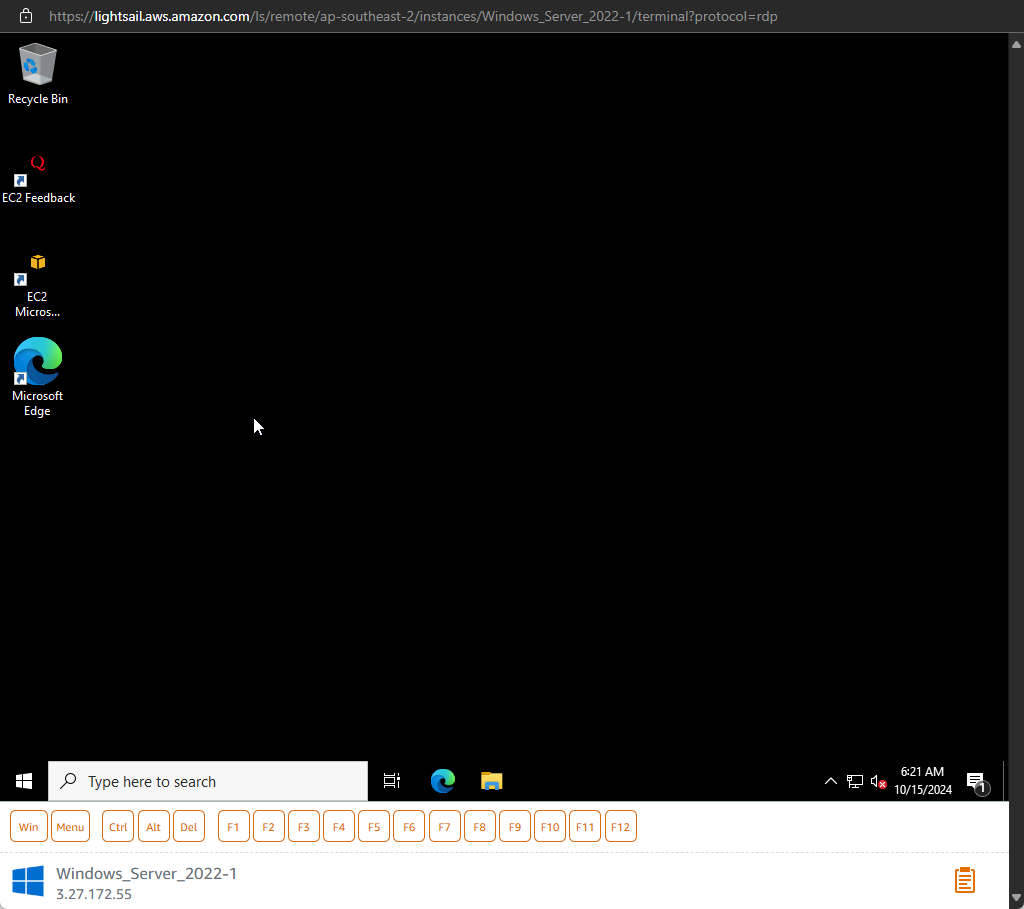 https://lightsail.aws.amazon.com/ls/remote/ap-southeast-2/instances/Windows_Server_2022-1/terminal?protocol=rdp
Recycle Bin
Q
EC2 Feedback
EC2
Micros...
Microsoft
Edge
Type here to search
6:21 AM
10/15/2024
1
Win Menu Ctrl Alt Del F1 F2 F3 F4 F5 F6 F7 F8 F9 F10 F11 F12
Windows_Server_2022-1
3.27.172.55